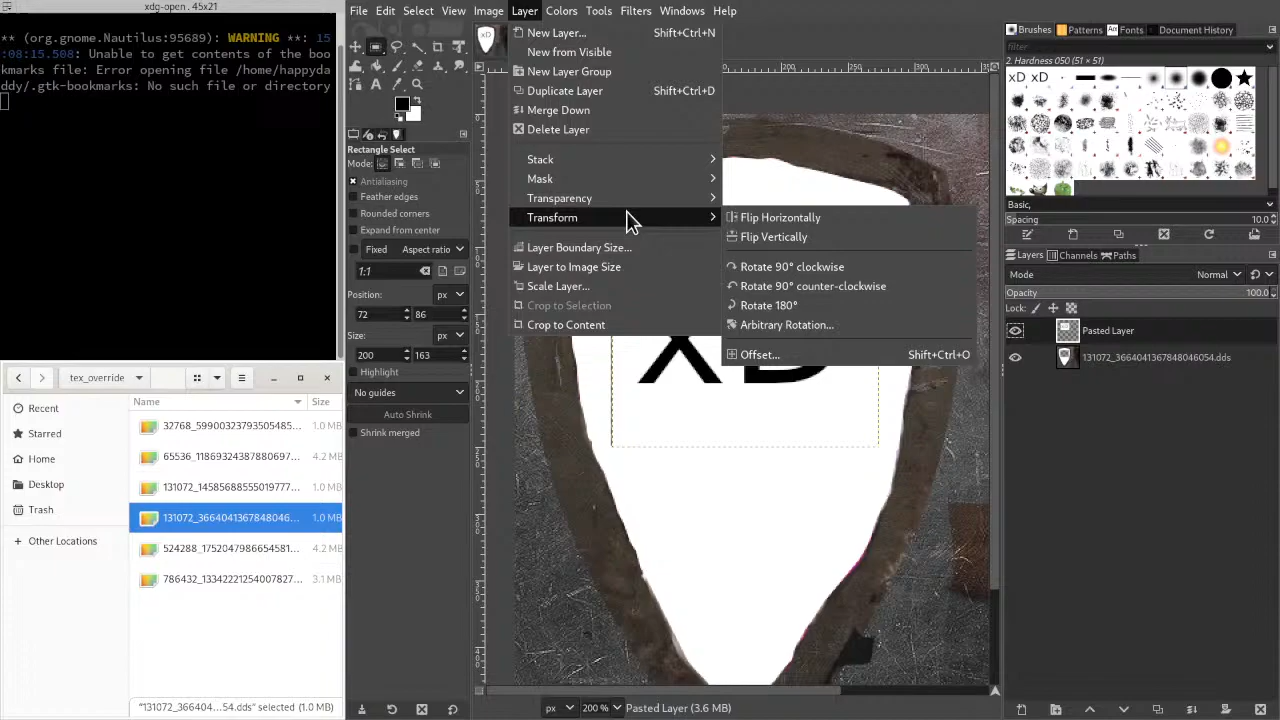 xdg-open . 45x21
** (org.gnome.Nautilus:95689): WARNING **: 15
:08:15.508: Unable to get contents of the boo
kmarks file: Error opening file /home/happyda
ddy/.gtk-bookmarks: No such file or directory
tex_override
Recent
Starred
Home
Desktop
Trash
Other Locations
Name Size
32768_59900323793505485... 1.0 MB
65536_11869324387880697... 4.2 MB
131072_14585688555019777... 1.0 MB
131072_3664041367848046... 1.0 MB
524288_1752047986654581... 4.2 MB
786432_13342221254007827... 3.1 MB
"131072_366404...54.dds" selected (1.0 MB)
File Edit Select View Image Layer Colors Tools Filters Windows Help
Rectangle Select
Mode:
Antialiasing
Feather edges
Rounded corners
Expand from center
Fixed Aspect ratio
1:1
Position:
px
72 86
Size:
px
200 163
Highlight
No guides
Auto Shrink
Shrink merged
New Layer... Shift+Ctrl+N
New from Visible
New Layer Group
Duplicate Layer Shift+Ctrl+D
Merge Down
Delete Layer
Stack
Mask
Transparency
Transform
Layer Boundary Size...
Layer to Image Size
Scale Layer...
Crop to Selection
Crop to Content
Flip Horizontally
Flip Vertically
Rotate 90° clockwise
Rotate 90° counter-clockwise
Rotate 180°
Arbitrary Rotation...
Offset... Shift+Ctrl+O
200 250 300
XD
px 200 % Pasted Layer (3.6 MB)
Brushes Patterns Fonts Document History
filter
2. Hardness 050 (51 × 51)
xD xD
Basic,
Spacing 10.0
Layers Channels Paths
Mode Normal
Opacity 100.0
Lock:
Pasted Layer
131072_3664041367848046054.dds